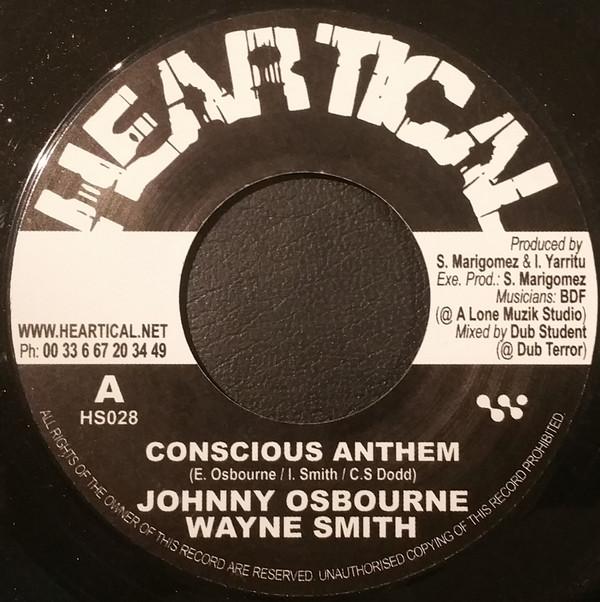 HEARTICAL
Produced by
S. Marigomez & I. Yarritu
Exe. Prod.: S. Marigomez
Musicians: BDF
(@ A Lone Muzik Studio)
Mixed by Dub Student
(@ Dub Terror)
WWW.HEARTICAL.NET
Ph: 00 33 6 67 20 34 49
A
HS028
CONSCIOUS ANTHEM
(E. Osbourne / I. Smith / C.S Dodd)
JOHNNY OSBOURNE
WAYNE SMITH
ALL RIGHTS OF THE OWNER OF THIS RECORD ARE RESERVED. UNAUTHORISED COPYING OF THIS RECORD PROHIBITED.